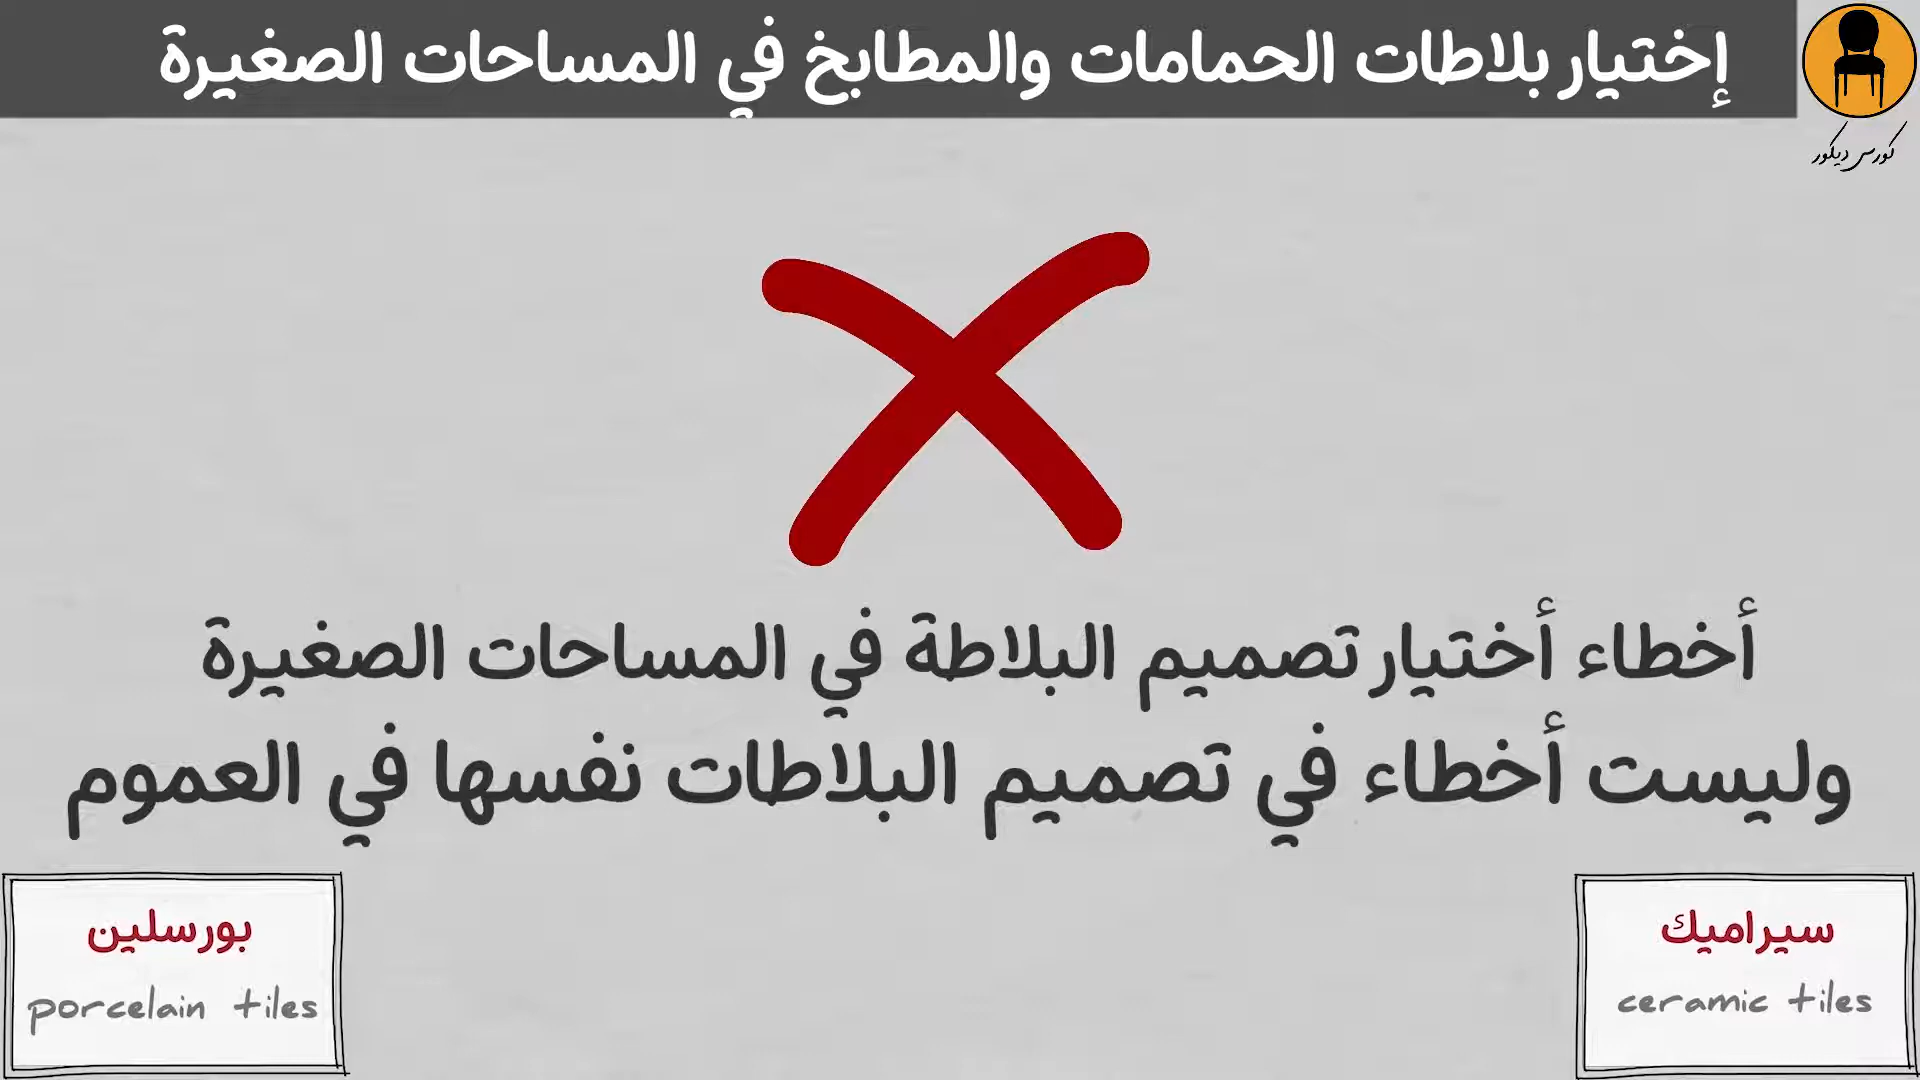 إختيار بلاطات الحمامات والمطابخ في المساحات الصغيرة
كورس ديكور
أخطاء أختيار تصميم البلاطة في المساحات الصغيرة
وليست أخطاء في تصميم البلاطات نفسها في العموم
سيراميك
ceramic tiles
بورسلين
porcelain tiles